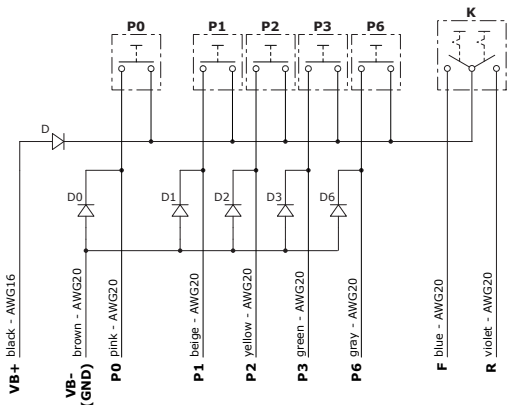 P0
P1
P2
P3
P6
K
D
D0
D1
D2
D3
D6
black - AWG16
brown - AWG20
pink - AWG20
beige - AWG20
yellow - AWG20
green - AWG20
gray - AWG20
blue - AWG20
violet - AWG20
VB+
VB-
(GND)
P0
P1
P2
P3
P6
F
R